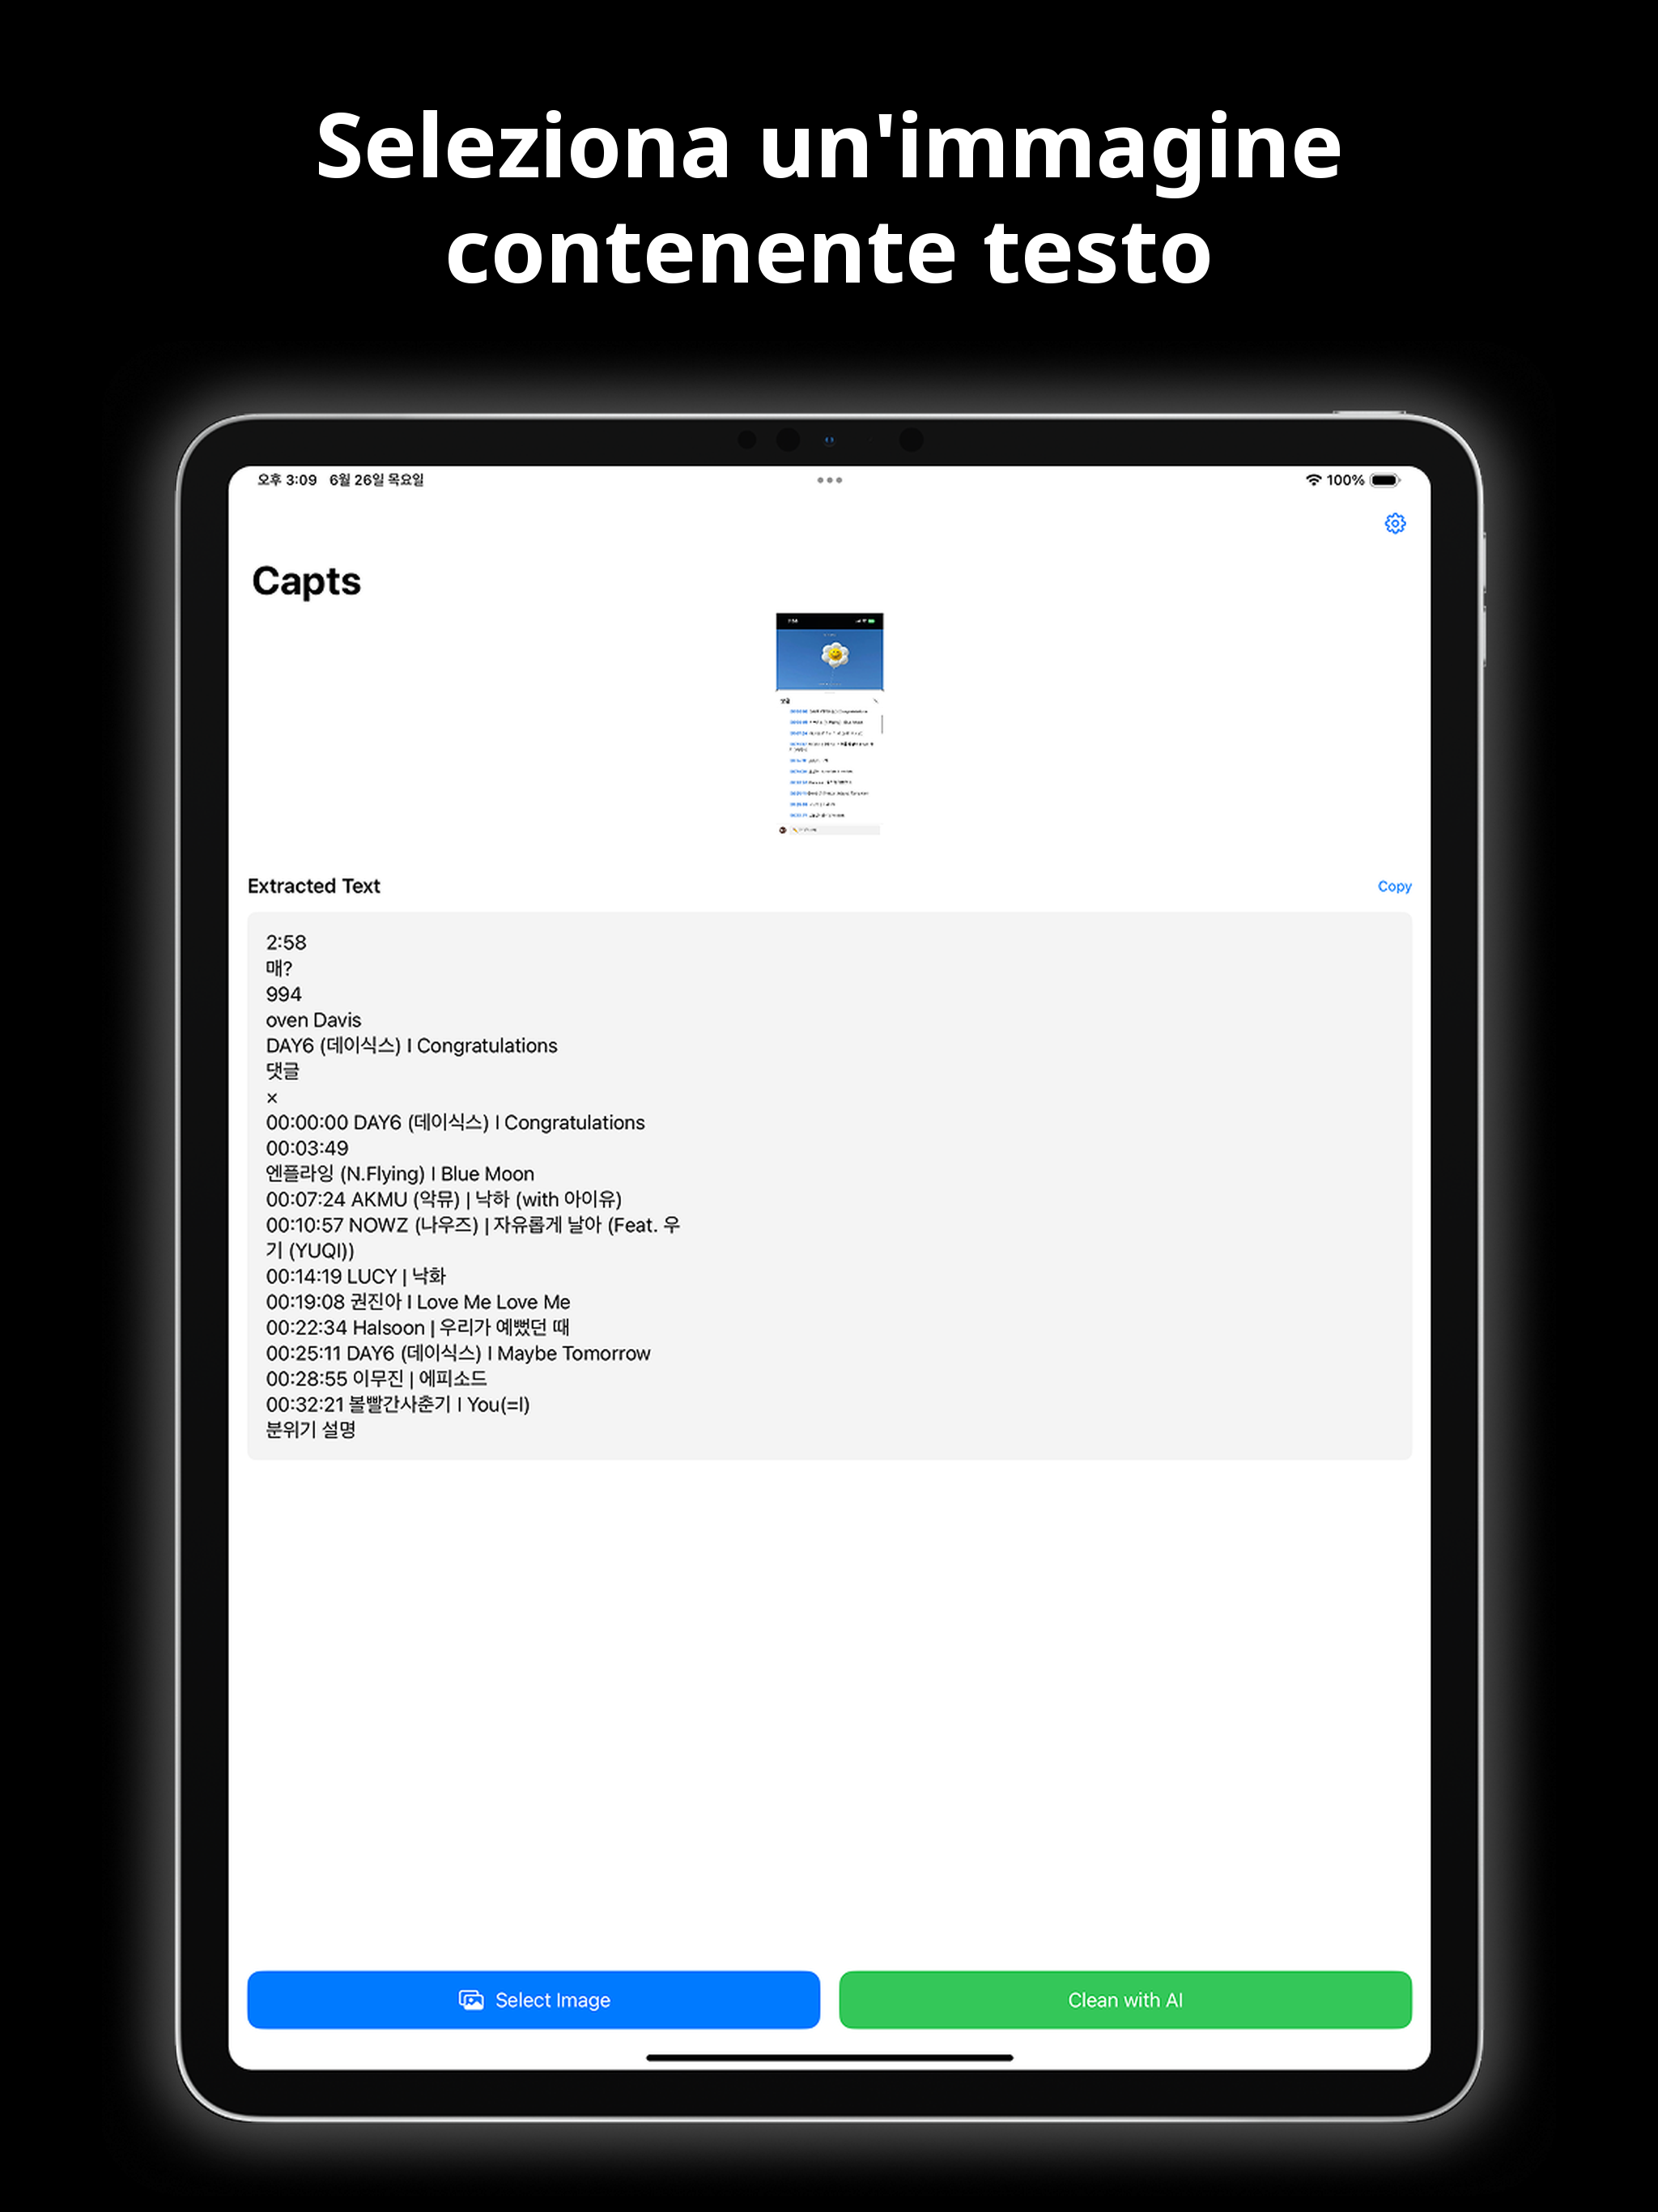 Seleziona un'immagine
contenente testo
오후 3:09 6월 26일 목요일
100%
Capts
Extracted Text
Copy
2:58
매?
994
oven Davis
DAY6 (데이식스) I Congratulations
댓글
×
00:00:00 DAY6 (데이식스) I Congratulations
00:03:49
엔플라잉 (N.Flying) I Blue Moon
00:07:24 AKMU (악뮤) | 낙하 (with 아이유)
00:10:57 NOWZ (나우즈) | 자유롭게 날아 (Feat. 우
기 (YUQI))
00:14:19 LUCY | 낙화
00:19:08 권진아 I Love Me Love Me
00:22:34 Halsoon | 우리가 예뻤던 때
00:25:11 DAY6 (데이식스) I Maybe Tomorrow
00:28:55 이무진 | 에피소드
00:32:21 볼빨간사춘기 I You(=I)
분위기 설명
Select Image
Clean with AI